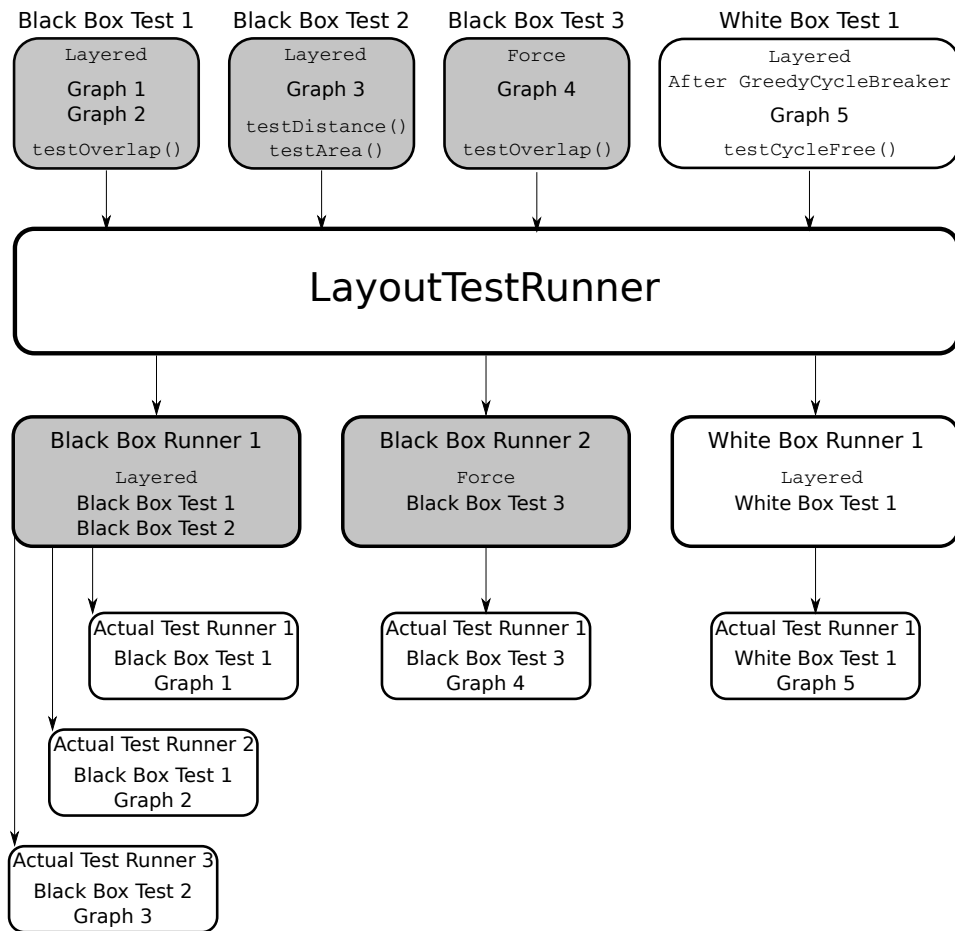 Black Box Test 1
Layered
Graph 1
Graph 2
testOverlap()
Black Box Test 2
Layered
Graph 3
testDistance()
testArea()
Black Box Test 3
Force
Graph 4
testOverlap()
White Box Test 1
Layered
After GreedyCycleBreaker
Graph 5
testCycleFree()
LayoutTestRunner
Black Box Runner 1
Layered
Black Box Test 1
Black Box Test 2
Black Box Runner 2
Force
Black Box Test 3
White Box Runner 1
Layered
White Box Test 1
Actual Test Runner 1
Black Box Test 1
Graph 1
Actual Test Runner 1
Black Box Test 3
Graph 4
Actual Test Runner 1
White Box Test 1
Graph 5
Actual Test Runner 2
Black Box Test 1
Graph 2
Actual Test Runner 3
Black Box Test 2
Graph 3